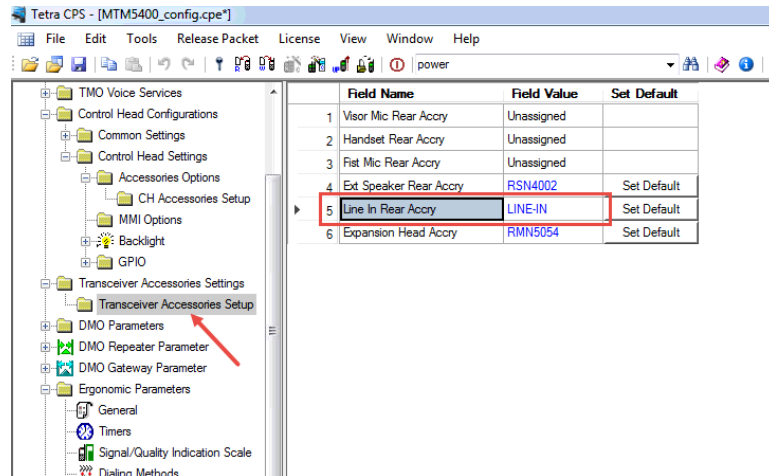 Tetra CPS - [MTM5400_config.cpe*]
File Edit Tools Release Packet License View Window Help
power
TMO Voice Services
Control Head Configurations
Common Settings
Control Head Settings
Accessories Options
CH Accessories Setup
MMI Options
Backlight
GPIO
Transceiver Accessories Settings
Transceiver Accessories Setup
DMO Parameters
DMO Repeater Parameter
DMO Gateway Parameter
Ergonomic Parameters
General
Timers
Signal/Quality Indication Scale
Dialing Methods
Field Name Field Value Set Default
1 Visor Mic Rear Accry Unassigned
2 Handset Rear Accry Unassigned
3 Fist Mic Rear Accry Unassigned
4 Ext Speaker Rear Accry RSN4002 Set Default
5 Line In Rear Accry LINE-IN Set Default
6 Expansion Head Accry RMN5054 Set Default